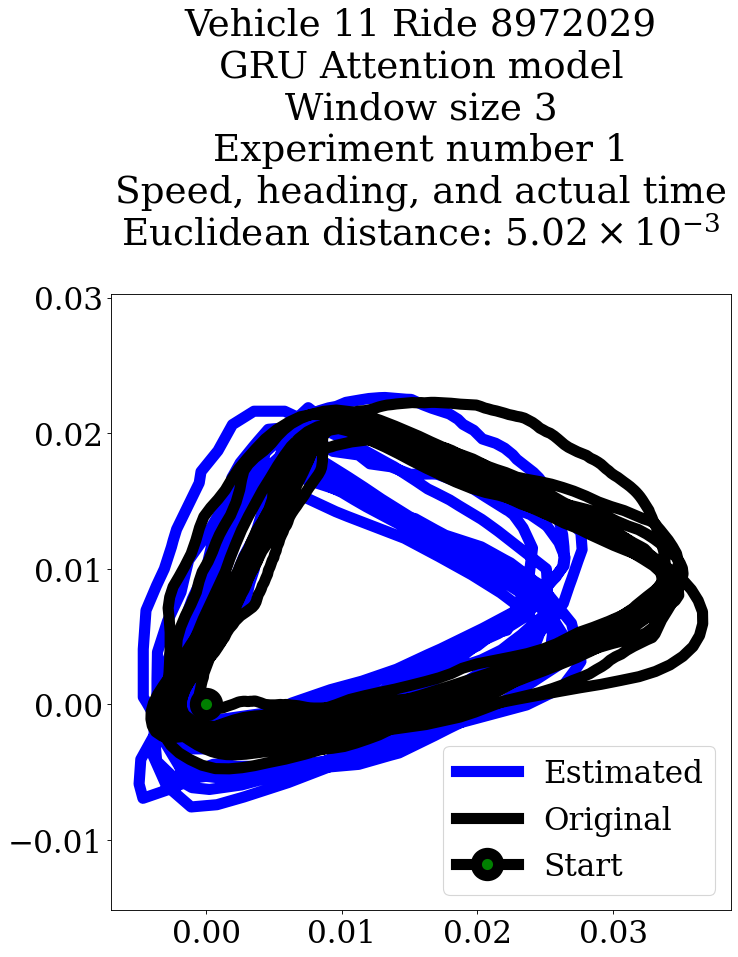 Vehicle 11 Ride 8972029
GRU Attention model
Window size 3
Experiment number 1
Speed, heading, and actual time
Euclidean distance: 5.02 × 10⁻³
0.03
0.02
0.01
0.00
−0.01
Estimated
Original
Start
0.00 0.01 0.02 0.03